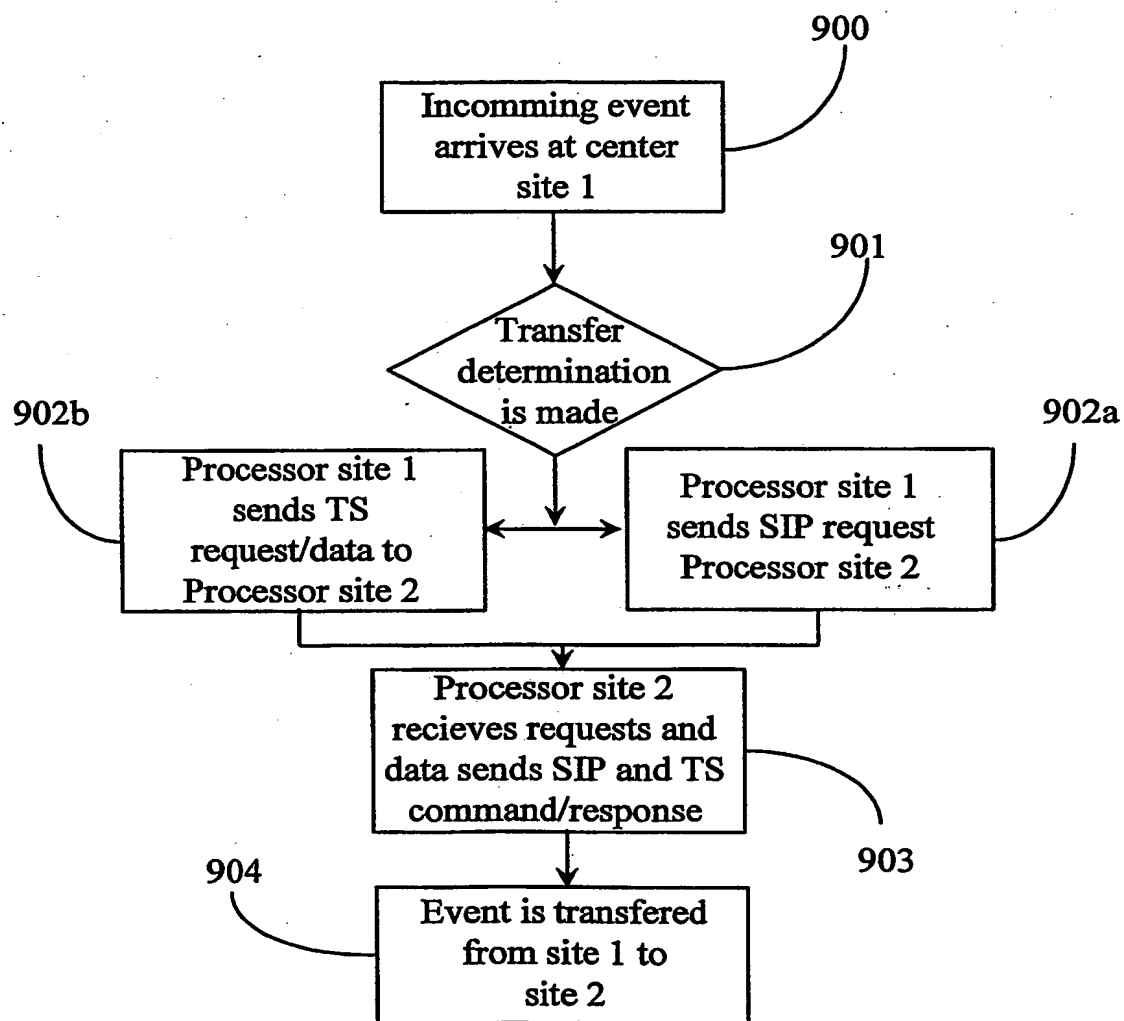 900
Incomming event
arrives at center
site 1
901
Transfer
determination
is made
902b
902a
Processor site 1
sends TS
request/data to
Processor site 2
Processor site 1
sends SIP request
Processor site 2
Processor site 2
recieves requests and
data sends SIP and TS
command/response
903
904
Event is transfered
from site 1 to
site 2